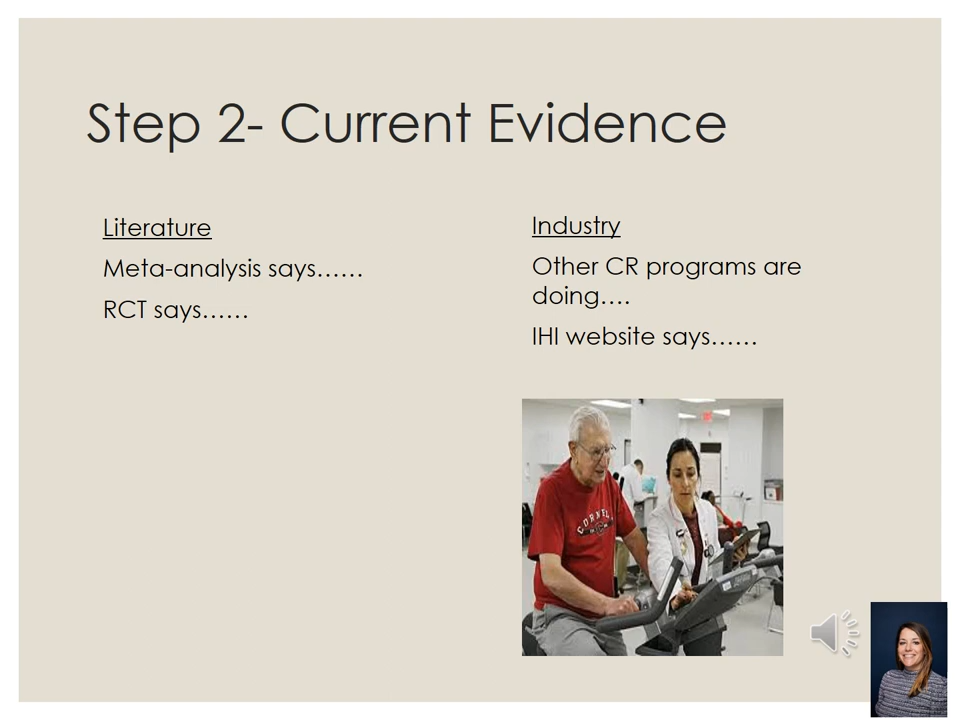 Step 2- Current Evidence
Literature
Meta-analysis says……
RCT says……
Industry
Other CR programs are
doing….
IHI website says……
CORNELL